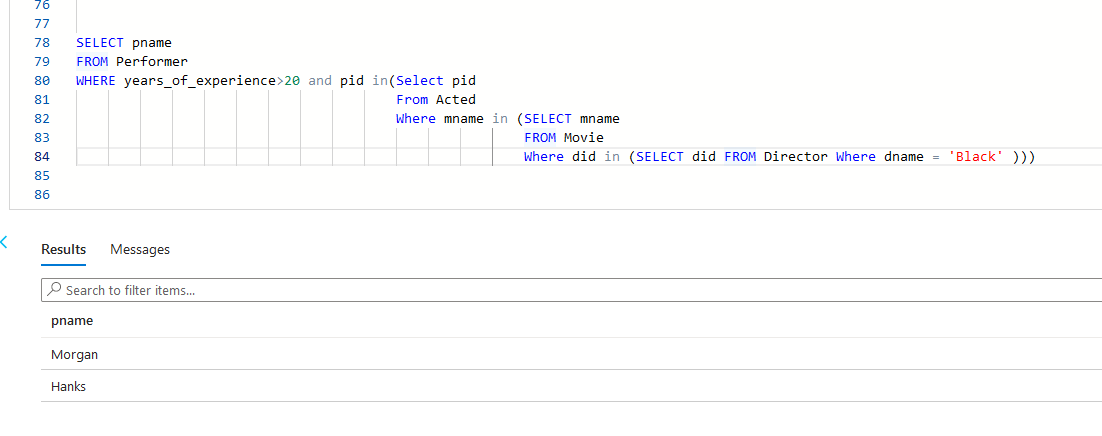 76
77
78 SELECT pname
79 FROM Performer
80 WHERE years_of_experience>20 and pid in(Select pid
81 From Acted
82 Where mname in (SELECT mname
83 FROM Movie
84 Where did in (SELECT did FROM Director Where dname = 'Black' )))
85
86
Results Messages
Search to filter items...
pname
Morgan
Hanks